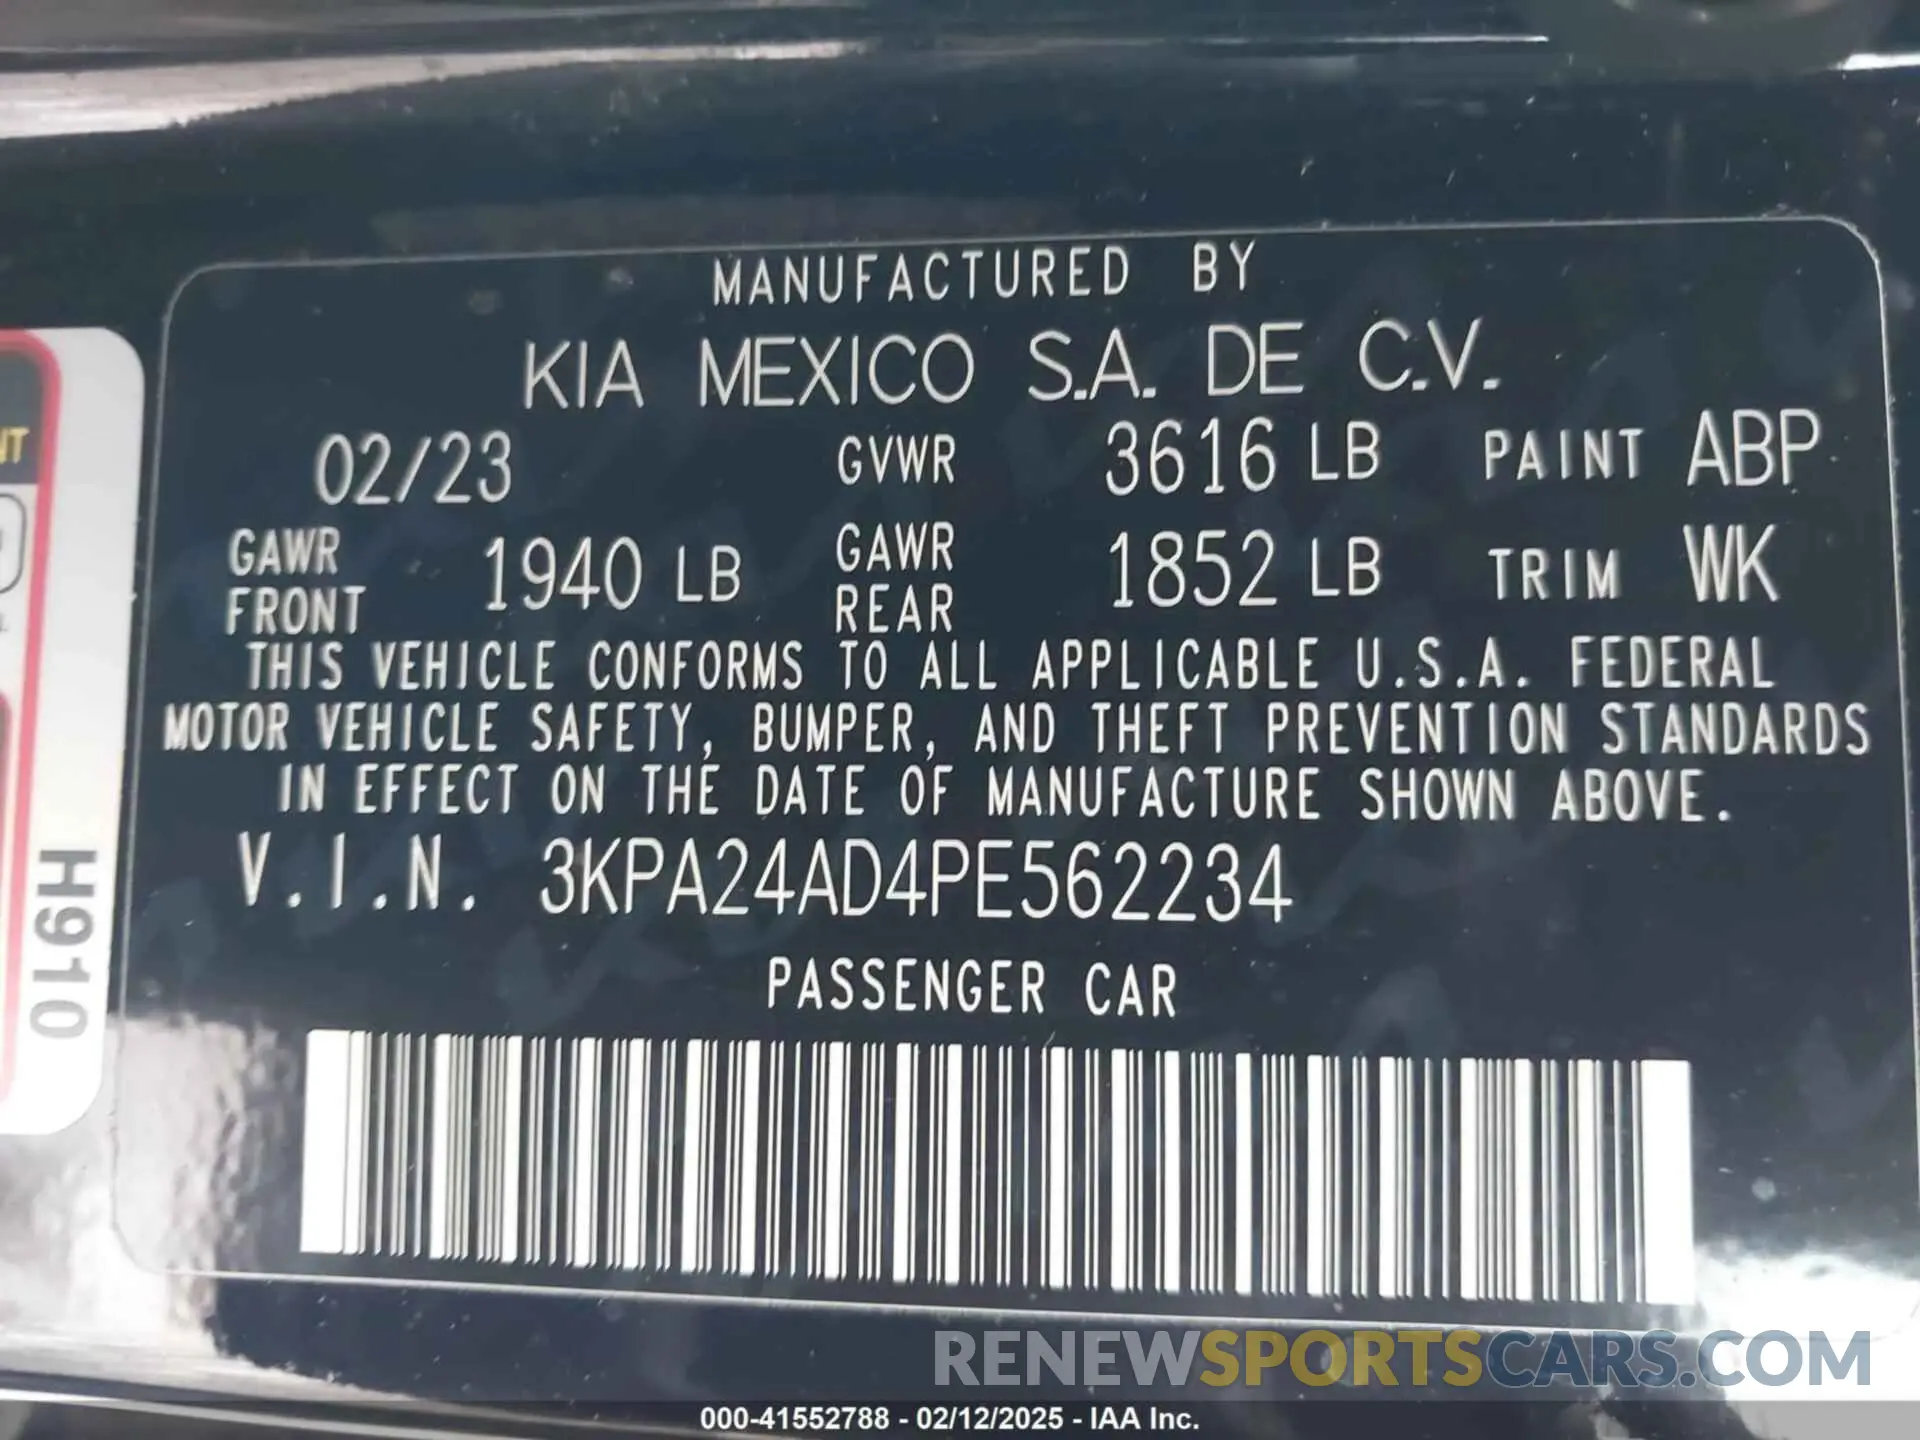 MANUFACTURED BY
KIA MEXICO S.A. DE C.V.
02/23 GVWR 3616 LB PAINT ABP
GAWR FRONT 1940 LB GAWR REAR 1852 LB TRIM WK
THIS VEHICLE CONFORMS TO ALL APPLICABLE U.S.A. FEDERAL
MOTOR VEHICLE SAFETY, BUMPER, AND THEFT PREVENTION STANDARDS
IN EFFECT ON THE DATE OF MANUFACTURE SHOWN ABOVE.
V.I.N. 3KPA24AD4PE562234
PASSENGER CAR
H910
RENEWSPORTSCARS.COM
000-41552788 - 02/12/2025 - IAA Inc.